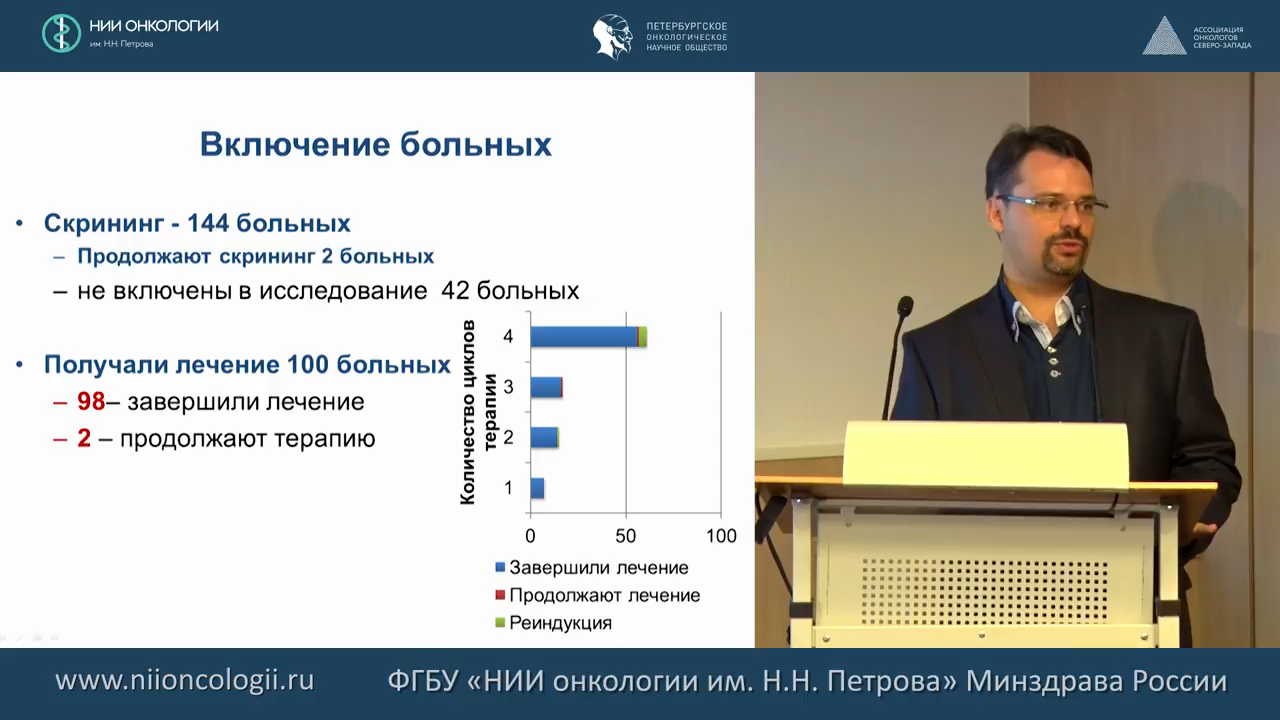 НИИ ОНКОЛОГИИ
им. Н.Н. Петрова
ПЕТЕРБУРГСКОЕ
ОНКОЛОГИЧЕСКОЕ
НАУЧНОЕ ОБЩЕСТВО
АССОЦИАЦИЯ
ОНКОЛОГОВ
СЕВЕРО-ЗАПАДА
Включение больных
• Скрининг - 144 больных
– Продолжают скрининг 2 больных
– не включены в исследование 42 больных
• Получали лечение 100 больных
– 98– завершили лечение
– 2 – продолжают терапию
Количество циклов
терапии
4
3
2
1
0 50 100
Завершили лечение
Продолжают лечение
Реиндукция
www.niioncologii.ru
ФГБУ «НИИ онкологии им. Н.Н. Петрова» Минздрава России